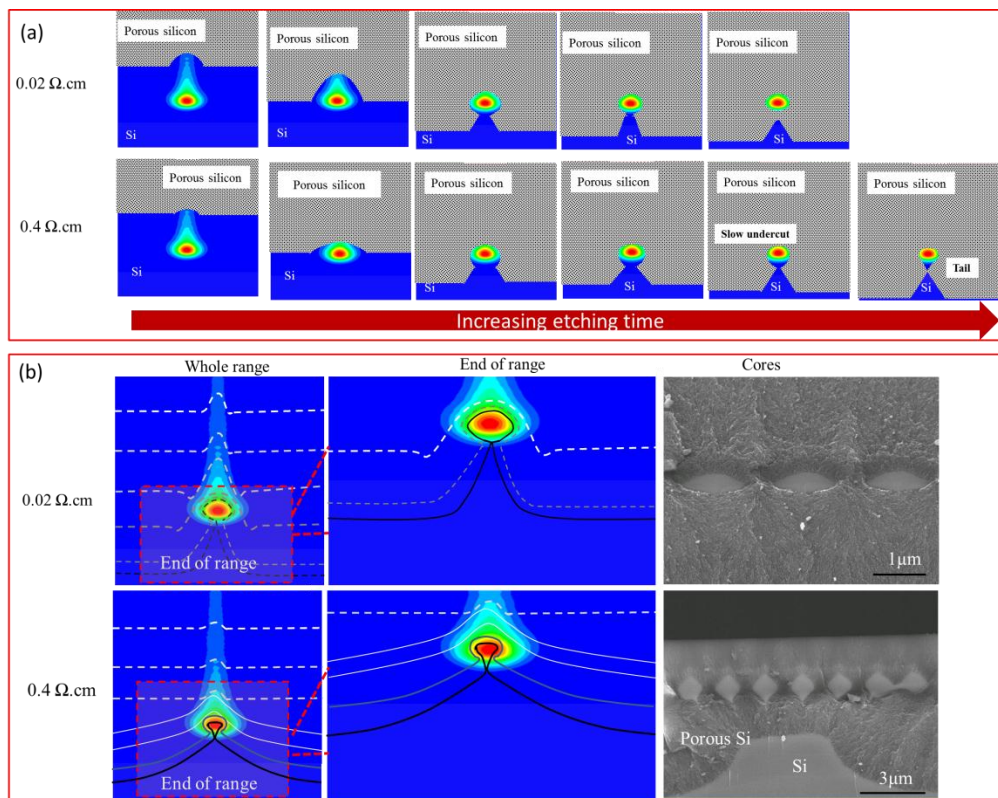 (a)
Porous silicon
Porous silicon
Porous silicon
Porous silicon
Porous silicon
0.02 Ω.cm
Si
Si
Si
Si
Si
Porous silicon
Porous silicon
Porous silicon
Porous silicon
Porous silicon
Porous silicon
0.4 Ω.cm
Slow undercut
Tail
Si
Si
Si
Si
Si
Si
Increasing etching time
(b)
Whole range
End of range
Cores
0.02 Ω.cm
End of range
1μm
0.4 Ω.cm
End of range
Porous Si
Si
3μm